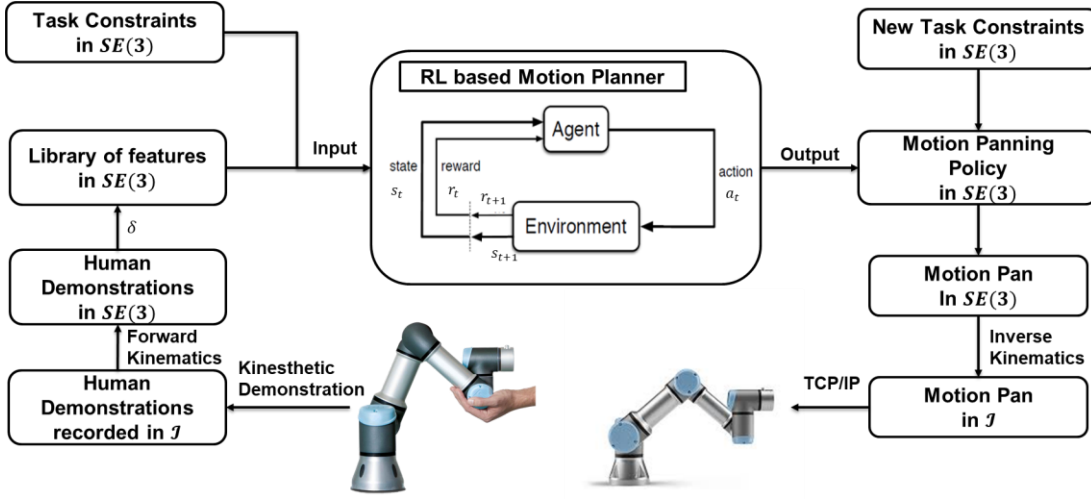 Task Constraints
in SE(3)
Library of features
in SE(3)
δ
Human
Demonstrations
in SE(3)
Forward
Kinematics
Human
Demonstrations
recorded in 𝒥
Kinesthetic
Demonstration
Input
RL based Motion Planner
Agent
state
s_t
reward
r_t
r_{t+1}
s_{t+1}
Environment
action
a_t
Output
New Task Constraints
in SE(3)
Motion Panning
Policy
in SE(3)
Motion Pan
In SE(3)
Inverse
Kinematics
Motion Pan
in 𝒥
TCP/IP